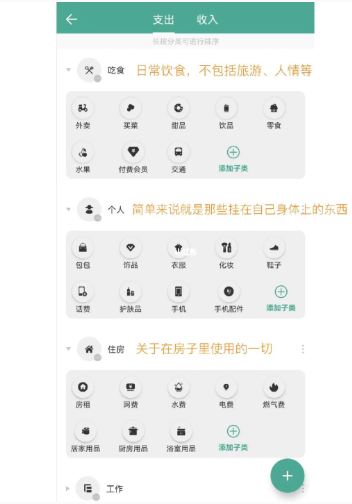 支出 收入
长按分类可进行排序
吃食 日常饮食，不包括旅游、人情等
外卖 买菜 甜品 饮品 零食
水果 付费会员 交通 添加子类
个人 简单来说就是那些挂在自己身体上的东西
包包 饰品 衣服 化妆 鞋子
话费 护肤品 手机 手机配件 添加子类
住房 关于在房子里使用的一切
房租 网费 水费 电费 燃气费
居家用品 厨房用品 浴室用品 添加子类
工作